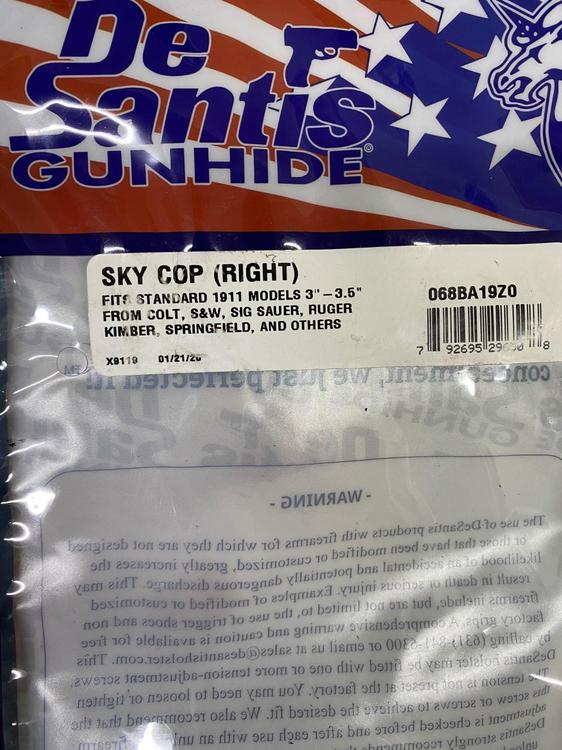 De
Santis
GUNHIDE®
SKY COP (RIGHT)
FITS STANDARD 1911 MODELS 3"-3.5"
FROM COLT, S&W, SIG SAUER, RUGER
KIMBER, SPRINGFIELD, AND OTHERS
X9119 01/21/20
068BA19Z0
7 92695 8
concealment, we just perfected it!
- WARNING -
The use of DeSantis products with firearms for which they are not designed
or those that have been modified or customized, greatly increases the
likelihood of an accidental and potentially dangerous discharge. This may
result in death or serious injury. Examples of modified or customized
firearms include, but are not limited to, the use of trigger shoes and non
factory grips. A comprehensive warning and caution is available for free
by calling (631) 841-6300 or email us at sales@desantisholster.com. This
DeSantis holster may be fitted with one or more tension-adjustment screws.
The tension is not preset at the factory. You may need to loosen or tighten
this screw or screws to achieve the desired fit. We also recommend that the
adjustment is checked before and after each use with an firearm
DeSantis strongly recommends